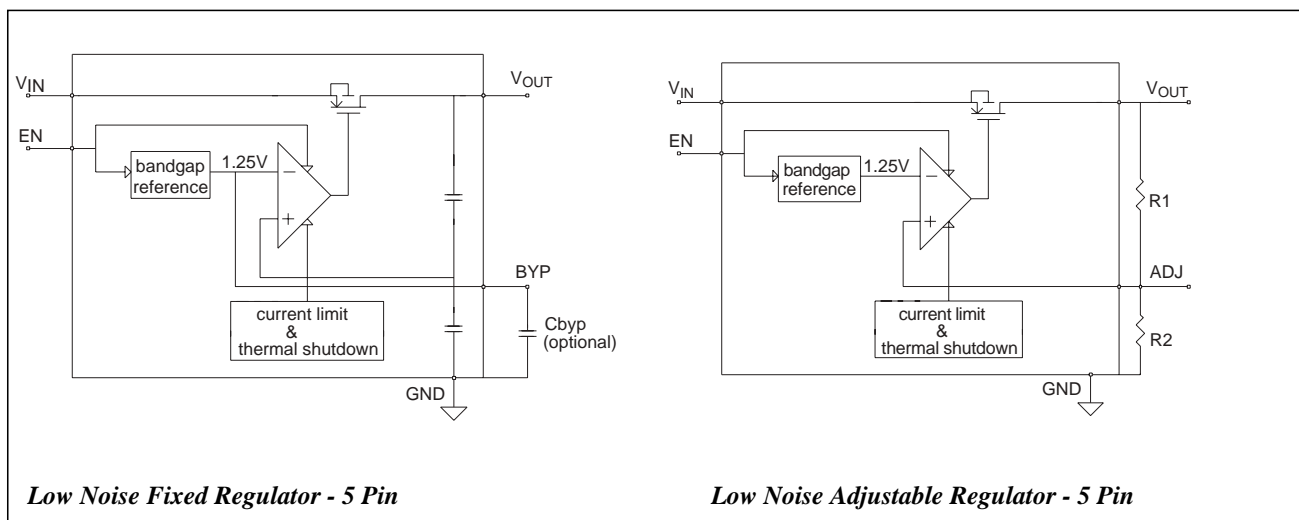 VIN
VOUT
EN
bandgap
reference
1.25V
−
+
BYP
current limit
&
thermal shutdown
Cbyp
(optional)
GND
Low Noise Fixed Regulator - 5 Pin
VIN
VOUT
EN
bandgap
reference
1.25V
−
+
R1
ADJ
current limit
&
thermal shutdown
R2
GND
Low Noise Adjustable Regulator - 5 Pin